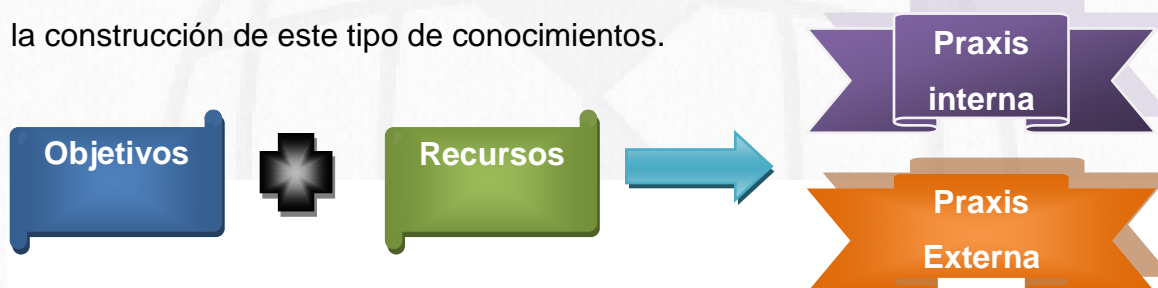 la construcción de este tipo de conocimientos.
Objetivos
Recursos
Praxis
interna
Praxis
Externa